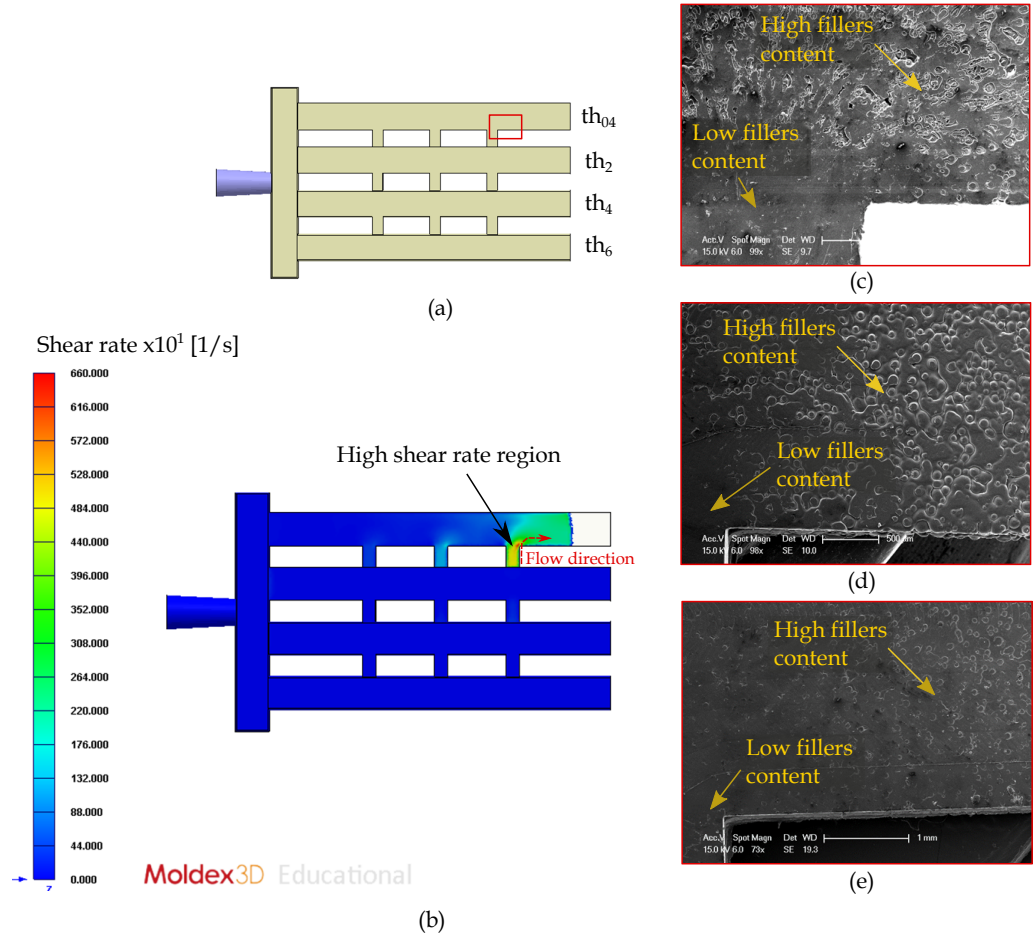 (a)
th04
th2
th4
th6
Shear rate x10¹ [1/s]
660.000
616.000
572.000
528.000
484.000
440.000
396.000
352.000
308.000
264.000
220.000
176.000
132.000
88.000
44.000
0.000
z
High shear rate region
Flow direction
Moldex3D Educational
(b)
High fillers
content
Low fillers
content
Acc.V Spot Magn Det WD
15.0 kV 6.0 99x SE 9.7
(c)
High fillers
content
Low fillers
content
Acc.V Spot Magn Det WD 500 µm
15.0 kV 6.0 98x SE 10.0
(d)
High fillers
content
Low fillers
content
Acc.V Spot Magn Det WD 1 mm
15.0 kV 6.0 73x SE 19.3
(e)